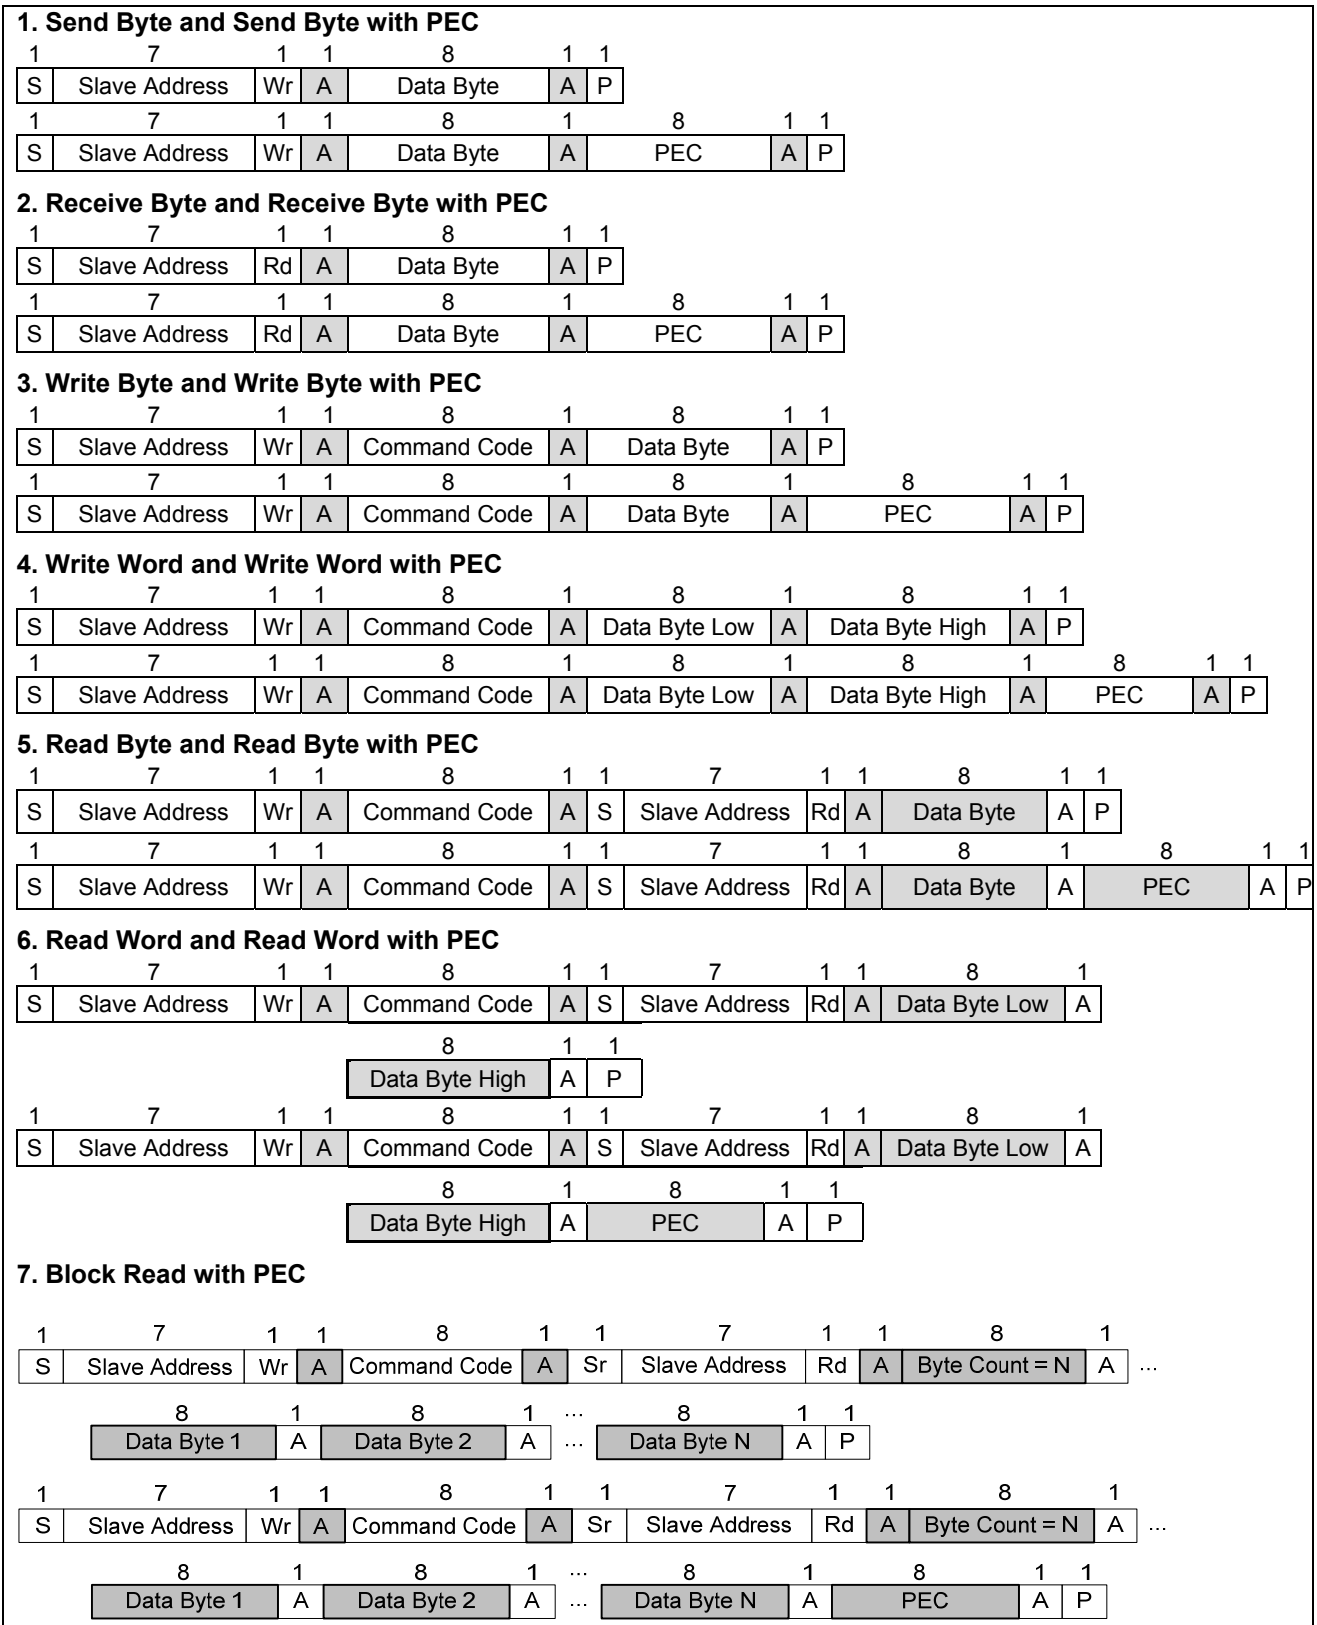 1. Send Byte and Send Byte with PEC
1 7 1 1 8 1 1
S Slave Address Wr A Data Byte A P
1 7 1 1 8 1 8 1 1
S Slave Address Wr A Data Byte A PEC A P
2. Receive Byte and Receive Byte with PEC
1 7 1 1 8 1 1
S Slave Address Rd A Data Byte A P
1 7 1 1 8 1 8 1 1
S Slave Address Rd A Data Byte A PEC A P
3. Write Byte and Write Byte with PEC
1 7 1 1 8 1 8 1 1
S Slave Address Wr A Command Code A Data Byte A P
1 7 1 1 8 1 8 1 8 1 1
S Slave Address Wr A Command Code A Data Byte A PEC A P
4. Write Word and Write Word with PEC
1 7 1 1 8 1 8 1 8 1 1
S Slave Address Wr A Command Code A Data Byte Low A Data Byte High A P
1 7 1 1 8 1 8 1 8 1 8 1 1
S Slave Address Wr A Command Code A Data Byte Low A Data Byte High A PEC A P
5. Read Byte and Read Byte with PEC
1 7 1 1 8 1 1 7 1 1 8 1 1
S Slave Address Wr A Command Code A S Slave Address Rd A Data Byte A P
1 7 1 1 8 1 1 7 1 1 8 1 8 1 1
S Slave Address Wr A Command Code A S Slave Address Rd A Data Byte A PEC A P
6. Read Word and Read Word with PEC
1 7 1 1 8 1 1 7 1 1 8 1
S Slave Address Wr A Command Code A S Slave Address Rd A Data Byte Low A
8 1 1
Data Byte High A P
1 7 1 1 8 1 1 7 1 1 8 1
S Slave Address Wr A Command Code A S Slave Address Rd A Data Byte Low A
8 1 8 1 1
Data Byte High A PEC A P
7. Block Read with PEC
1 7 1 1 8 1 1 7 1 1 8 1
S Slave Address Wr A Command Code A Sr Slave Address Rd A Byte Count = N A ...
8 1 8 1 ... 8 1 1
Data Byte 1 A Data Byte 2 A ... Data Byte N A P
1 7 1 1 8 1 1 7 1 1 8 1
S Slave Address Wr A Command Code A Sr Slave Address Rd A Byte Count = N A ...
8 1 8 1 ... 8 1 8 1 1
Data Byte 1 A Data Byte 2 A ... Data Byte N A PEC A P